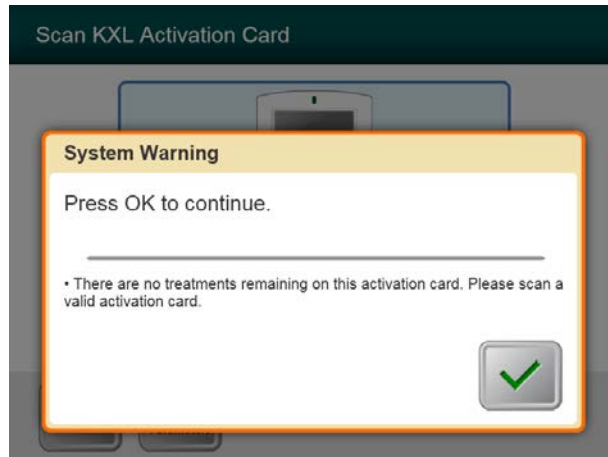 Scan KXL Activation Card
System Warning
Press OK to continue.
• There are no treatments remaining on this activation card. Please scan a
valid activation card.